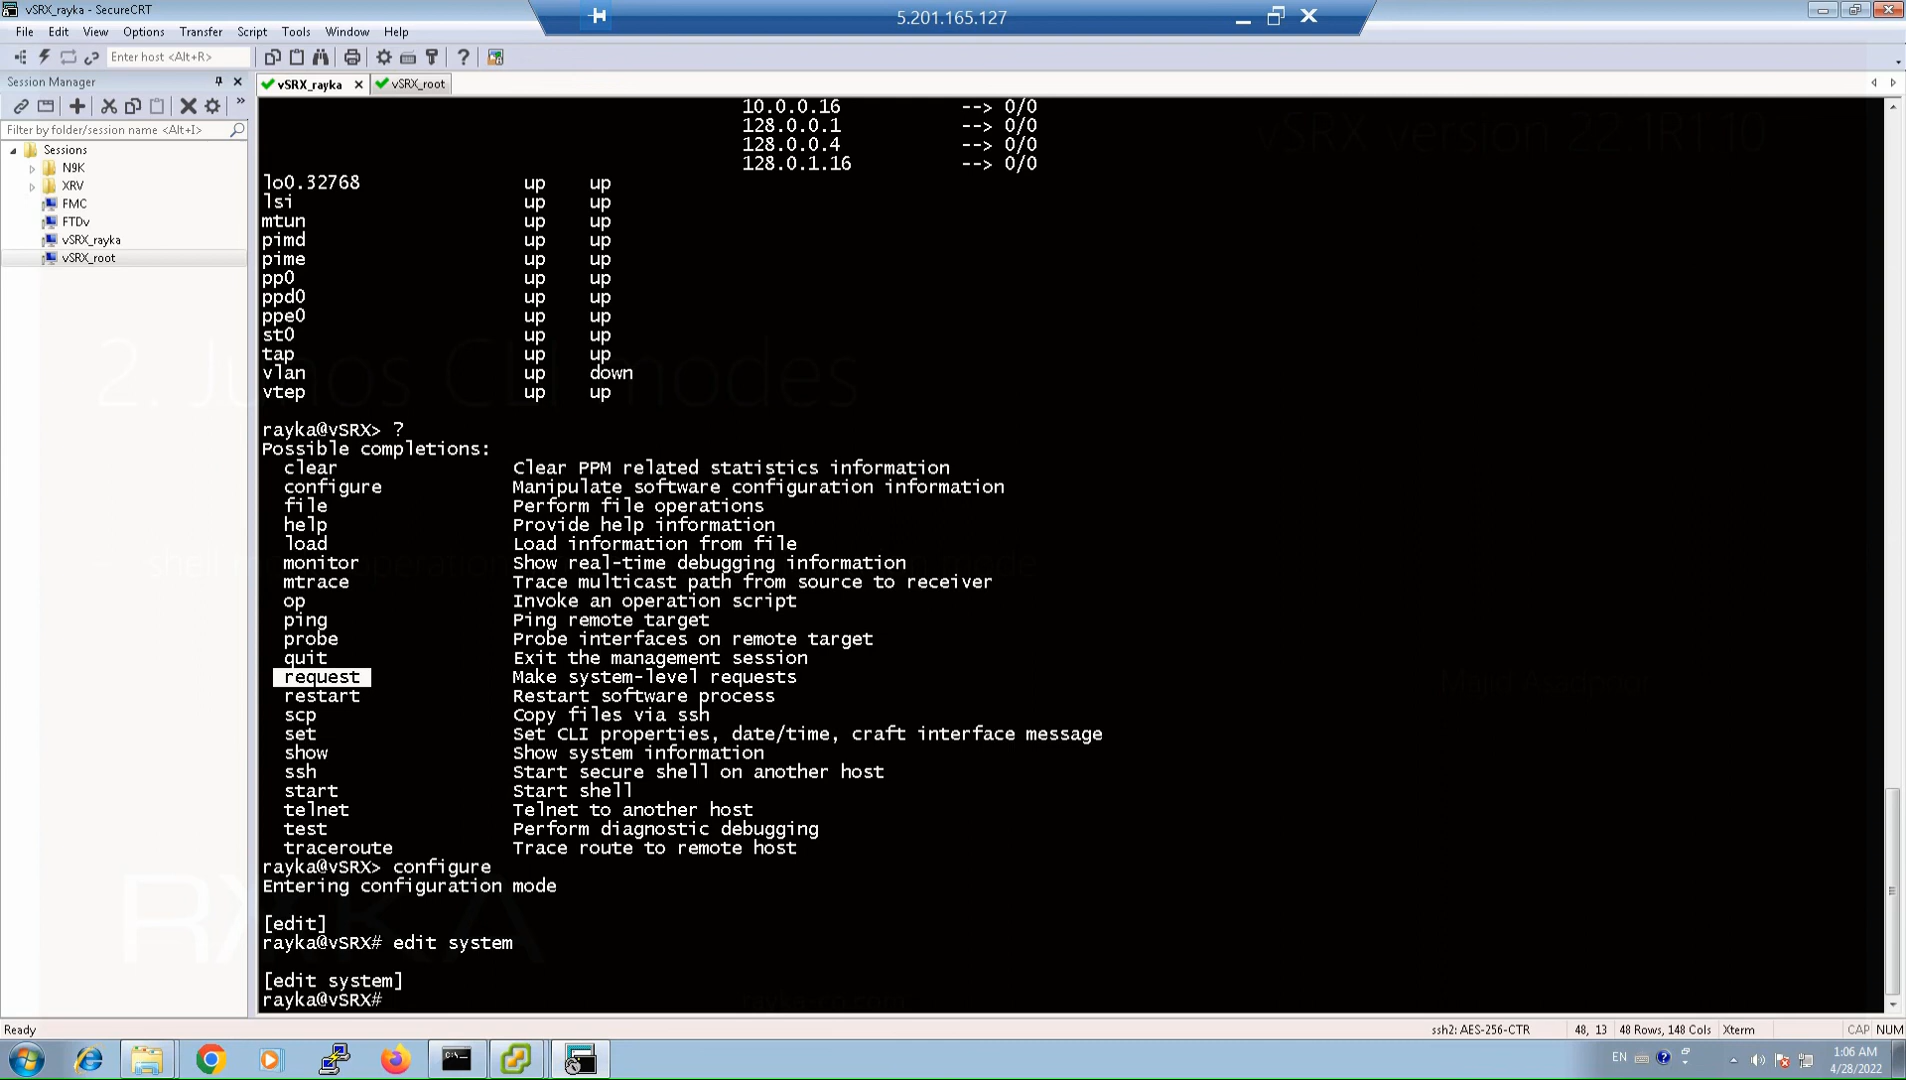 vSRX_rayka - SecureCRT
5.201.165.127
File Edit View Options Transfer Script Tools Window Help
Enter host <Alt+R>
Session Manager
vSRX_rayka
vSRX_root
Filter by folder/session name <Alt+I>
Sessions
N9K
XRV
FMC
FTDv
vSRX_rayka
vSRX_root
10.0.0.16 --> 0/0
128.0.0.1 --> 0/0
128.0.0.4 --> 0/0
128.0.1.16 --> 0/0
lo0.32768 up up
lsi up up
mtun up up
pimd up up
pime up up
pp0 up up
ppd0 up up
ppe0 up up
st0 up up
tap up up
vlan up down
vtep up up
rayka@vSRX> ?
Possible completions:
clear Clear PPM related statistics information
configure Manipulate software configuration information
file Perform file operations
help Provide help information
load Load information from file
monitor Show real-time debugging information
mtrace Trace multicast path from source to receiver
op Invoke an operation script
ping Ping remote target
probe Probe interfaces on remote target
quit Exit the management session
request Make system-level requests
restart Restart software process
scp Copy files via ssh
set Set CLI properties, date/time, craft interface message
show Show system information
ssh Start secure shell on another host
start Start shell
telnet Telnet to another host
test Perform diagnostic debugging
traceroute Trace route to remote host
rayka@vSRX> configure
Entering configuration mode
[edit]
rayka@vSRX# edit system
[edit system]
rayka@vSRX#
2. Junos CLI modes
Ready
ssh2: AES-256-CTR 48, 13 48 Rows, 148 Cols Xterm CAP NUM
EN
1:06 AM
4/28/2022